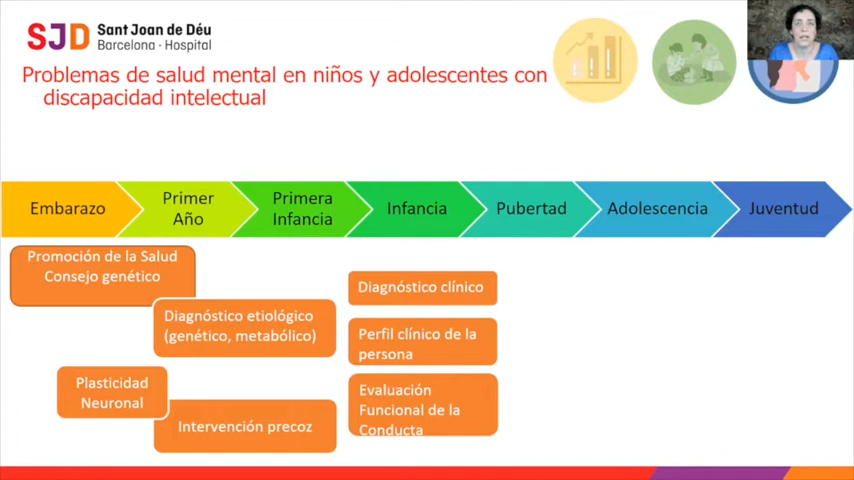 SJD Sant Joan de Déu
Barcelona · Hospital
Problemas de salud mental en niños y adolescentes con
discapacidad intelectual
Embarazo
Primer
Año
Primera
Infancia
Infancia
Pubertad
Adolescencia
Juventud
Promoción de la Salud
Consejo genético
Diagnóstico etiológico
(genético, metabólico)
Plasticidad
Neuronal
Intervención precoz
Diagnóstico clínico
Perfil clínico de la
persona
Evaluación
Funcional de la
Conducta